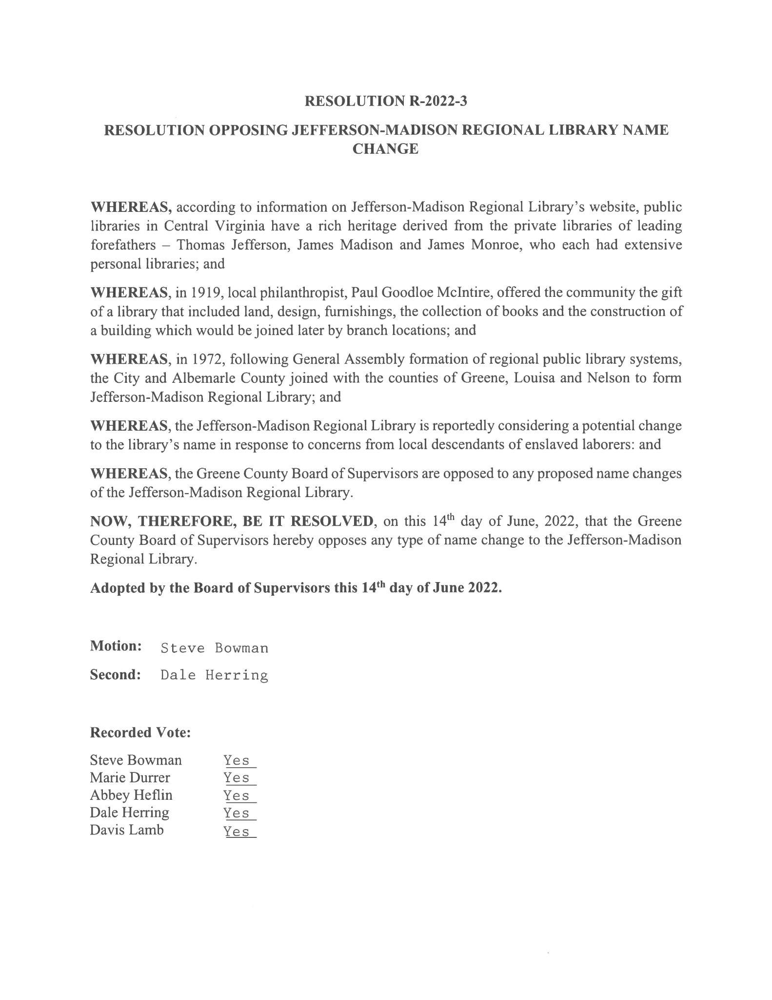 RESOLUTION R-2022-3
RESOLUTION OPPOSING JEFFERSON-MADISON REGIONAL LIBRARY NAME
CHANGE
WHEREAS, according to information on Jefferson-Madison Regional Library's website, public
libraries in Central Virginia have a rich heritage derived from the private libraries of leading
forefathers – Thomas Jefferson, James Madison and James Monroe, who each had extensive
personal libraries; and
WHEREAS, in 1919, local philanthropist, Paul Goodloe McIntire, offered the community the gift
of a library that included land, design, furnishings, the collection of books and the construction of
a building which would be joined later by branch locations; and
WHEREAS, in 1972, following General Assembly formation of regional public library systems,
the City and Albemarle County joined with the counties of Greene, Louisa and Nelson to form
Jefferson-Madison Regional Library; and
WHEREAS, the Jefferson-Madison Regional Library is reportedly considering a potential change
to the library's name in response to concerns from local descendants of enslaved laborers: and
WHEREAS, the Greene County Board of Supervisors are opposed to any proposed name changes
of the Jefferson-Madison Regional Library.
NOW, THEREFORE, BE IT RESOLVED, on this 14th day of June, 2022, that the Greene
County Board of Supervisors hereby opposes any type of name change to the Jefferson-Madison
Regional Library.
Adopted by the Board of Supervisors this 14th day of June 2022.
Motion: Steve Bowman
Second: Dale Herring
Recorded Vote:
Steve Bowman Yes
Marie Durrer Yes
Abbey Heflin Yes
Dale Herring Yes
Davis Lamb Yes